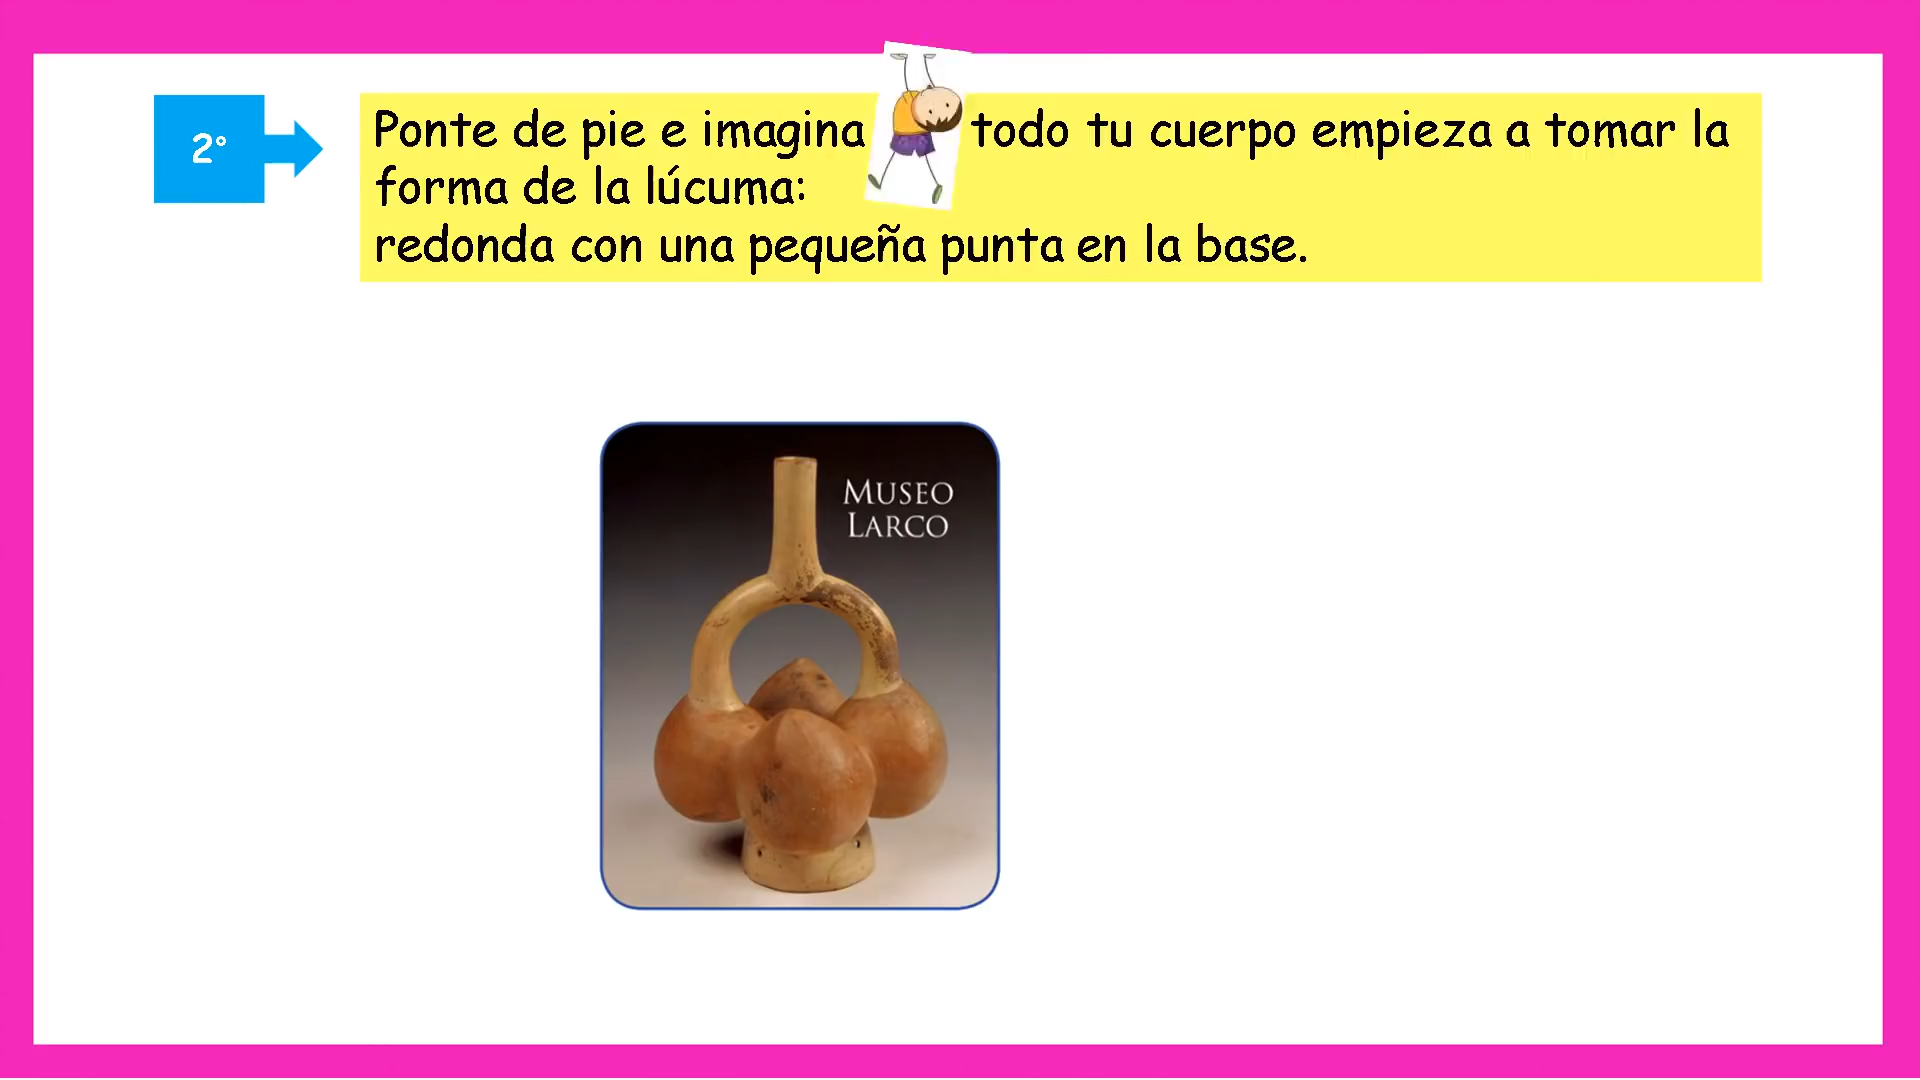 2°
Ponte de pie e imagina todo tu cuerpo empieza a tomar la
forma de la lúcuma:
redonda con una pequeña punta en la base.
MUSEO
LARCO